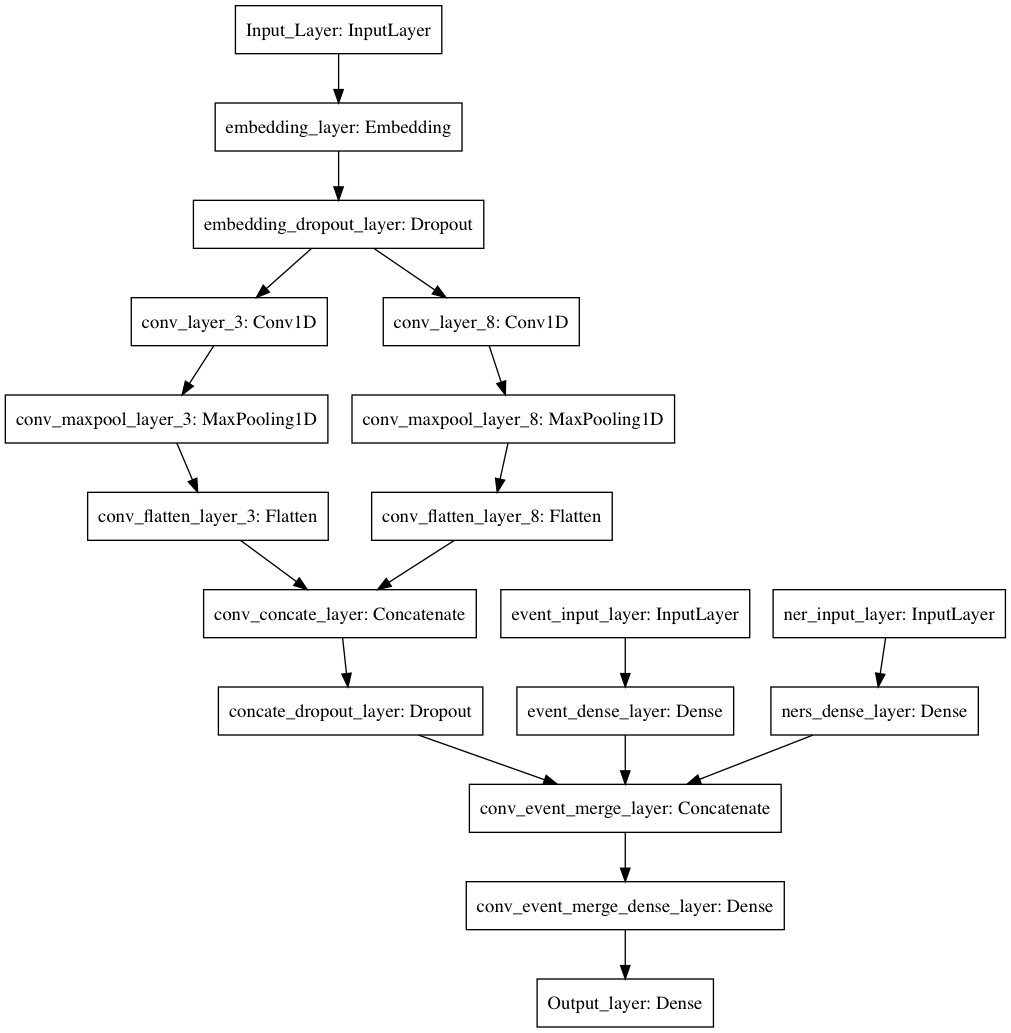 Input_Layer: InputLayer
embedding_layer: Embedding
embedding_dropout_layer: Dropout
conv_layer_3: Conv1D
conv_layer_8: Conv1D
conv_maxpool_layer_3: MaxPooling1D
conv_maxpool_layer_8: MaxPooling1D
conv_flatten_layer_3: Flatten
conv_flatten_layer_8: Flatten
conv_concate_layer: Concatenate
event_input_layer: InputLayer
ner_input_layer: InputLayer
concate_dropout_layer: Dropout
event_dense_layer: Dense
ners_dense_layer: Dense
conv_event_merge_layer: Concatenate
conv_event_merge_dense_layer: Dense
Output_layer: Dense